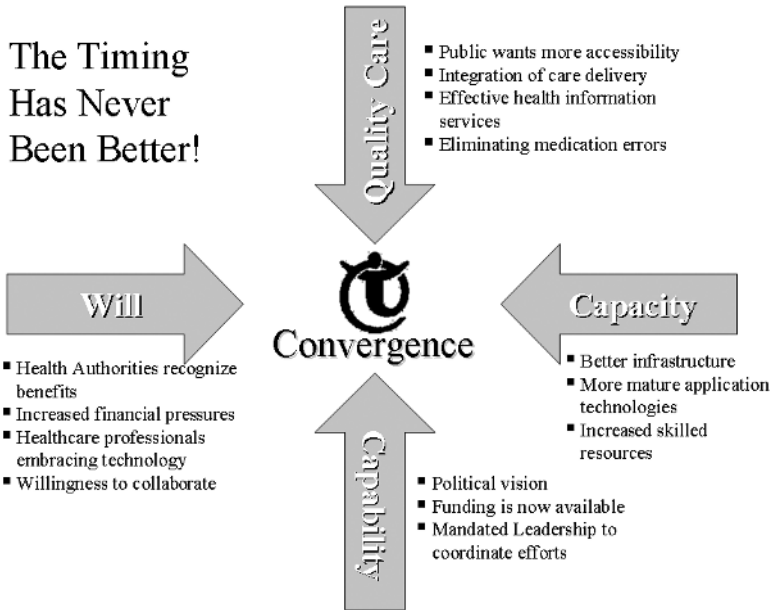 The Timing
Has Never
Been Better!
Quality Care
▪ Public wants more accessibility
▪ Integration of care delivery
▪ Effective health information
services
▪ Eliminating medication errors
Will
▪ Health Authorities recognize
benefits
▪ Increased financial pressures
▪ Healthcare professionals
embracing technology
▪ Willingness to collaborate
Convergence
Capacity
▪ Better infrastructure
▪ More mature application
technologies
▪ Increased skilled
resources
Capability
▪ Political vision
▪ Funding is now available
▪ Mandated Leadership to
coordinate efforts